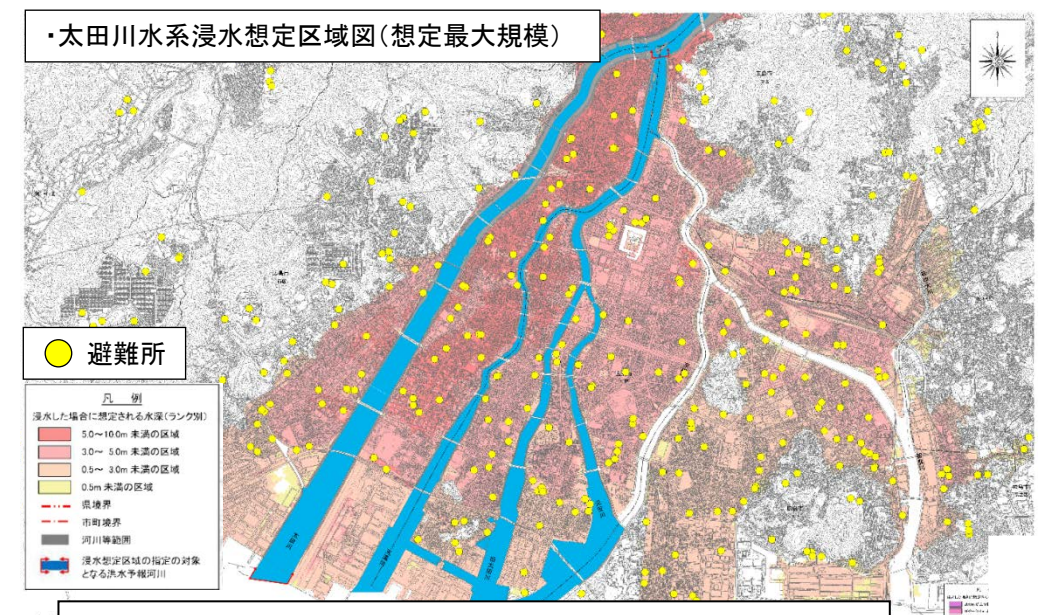 ・太田川水系浸水想定区域図（想定最大規模）
避難所
凡 例
浸水した場合に想定される水深（ランク別）
5.0～10.0m 未満の区域
3.0～ 5.0m 未満の区域
0.5～ 3.0m 未満の区域
0.5m 未満の区域
県境界
市町境界
河川等範囲
浸水想定区域の指定の対象
となる洪水予報河川